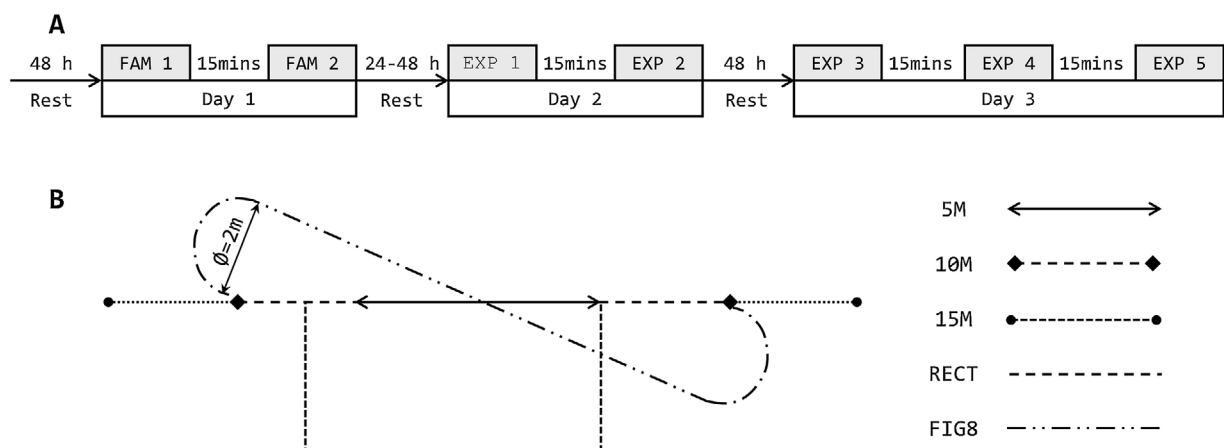 A
48 h FAM 1 15mins FAM 2 24-48 h EXP 1 15mins EXP 2 48 h EXP 3 15mins EXP 4 15mins EXP 5
Rest Day 1 Rest Day 2 Rest Day 3
B
Ø=2m
5M
10M
15M
RECT
FIG8